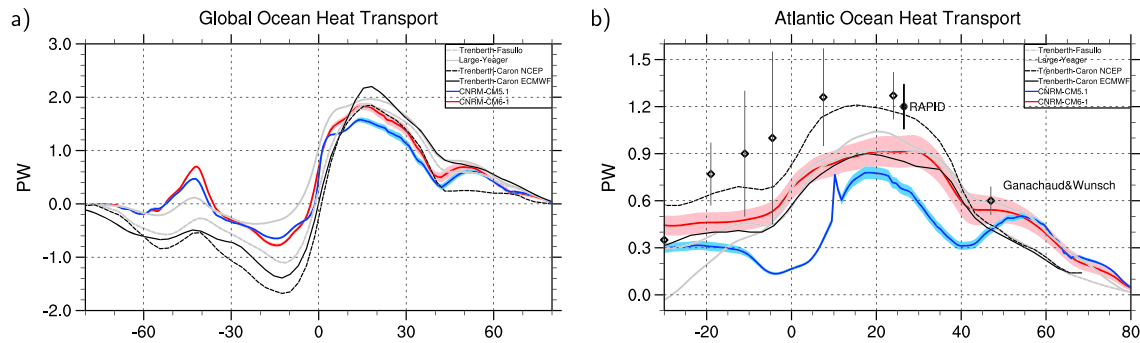 a)
Global Ocean Heat Transport
PW
3.0
2.0
1.0
0.0
-1.0
-2.0
-60
-30
0
30
60
Trenberth-Fasullo
Large-Yeager
Trenberth-Caron NCEP
Trenberth-Caron ECMWF
CNRM-CM5.1
CNRM-CM6-1
b)
Atlantic Ocean Heat Transport
PW
1.5
1.2
0.9
0.6
0.3
0.0
-20
0
20
40
60
80
Trenberth-Fasullo
Large-Yeager
Trenberth-Caron NCEP
Trenberth-Caron ECMWF
CNRM-CM5.1
CNRM-CM6-1
RAPID
Ganachaud&Wunsch